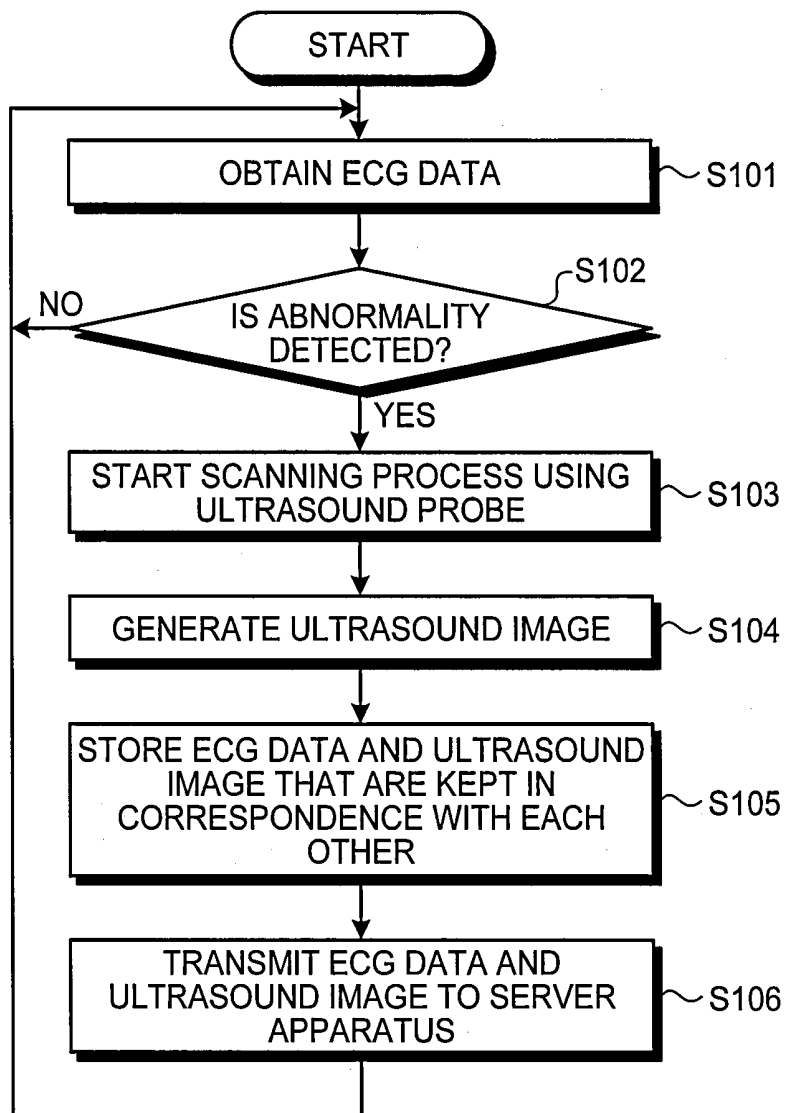 START
OBTAIN ECG DATA
S101
S102
NO
IS ABNORMALITY
DETECTED?
YES
START SCANNING PROCESS USING
ULTRASOUND PROBE
S103
GENERATE ULTRASOUND IMAGE
S104
STORE ECG DATA AND ULTRASOUND
IMAGE THAT ARE KEPT IN
CORRESPONDENCE WITH EACH
OTHER
S105
TRANSMIT ECG DATA AND
ULTRASOUND IMAGE TO SERVER
APPARATUS
S106